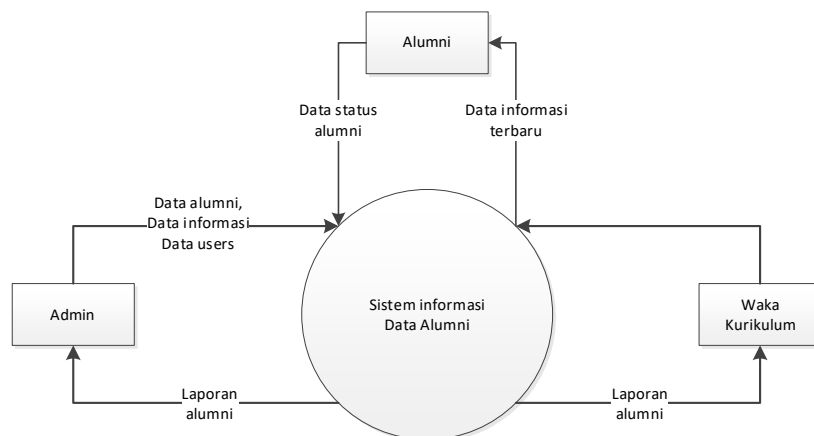 Alumni
Data status
alumni
Data informasi
terbaru
Data alumni,
Data informasi
Data users
Sistem informasi
Data Alumni
Admin
Waka
Kurikulum
Laporan
alumni
Laporan
alumni